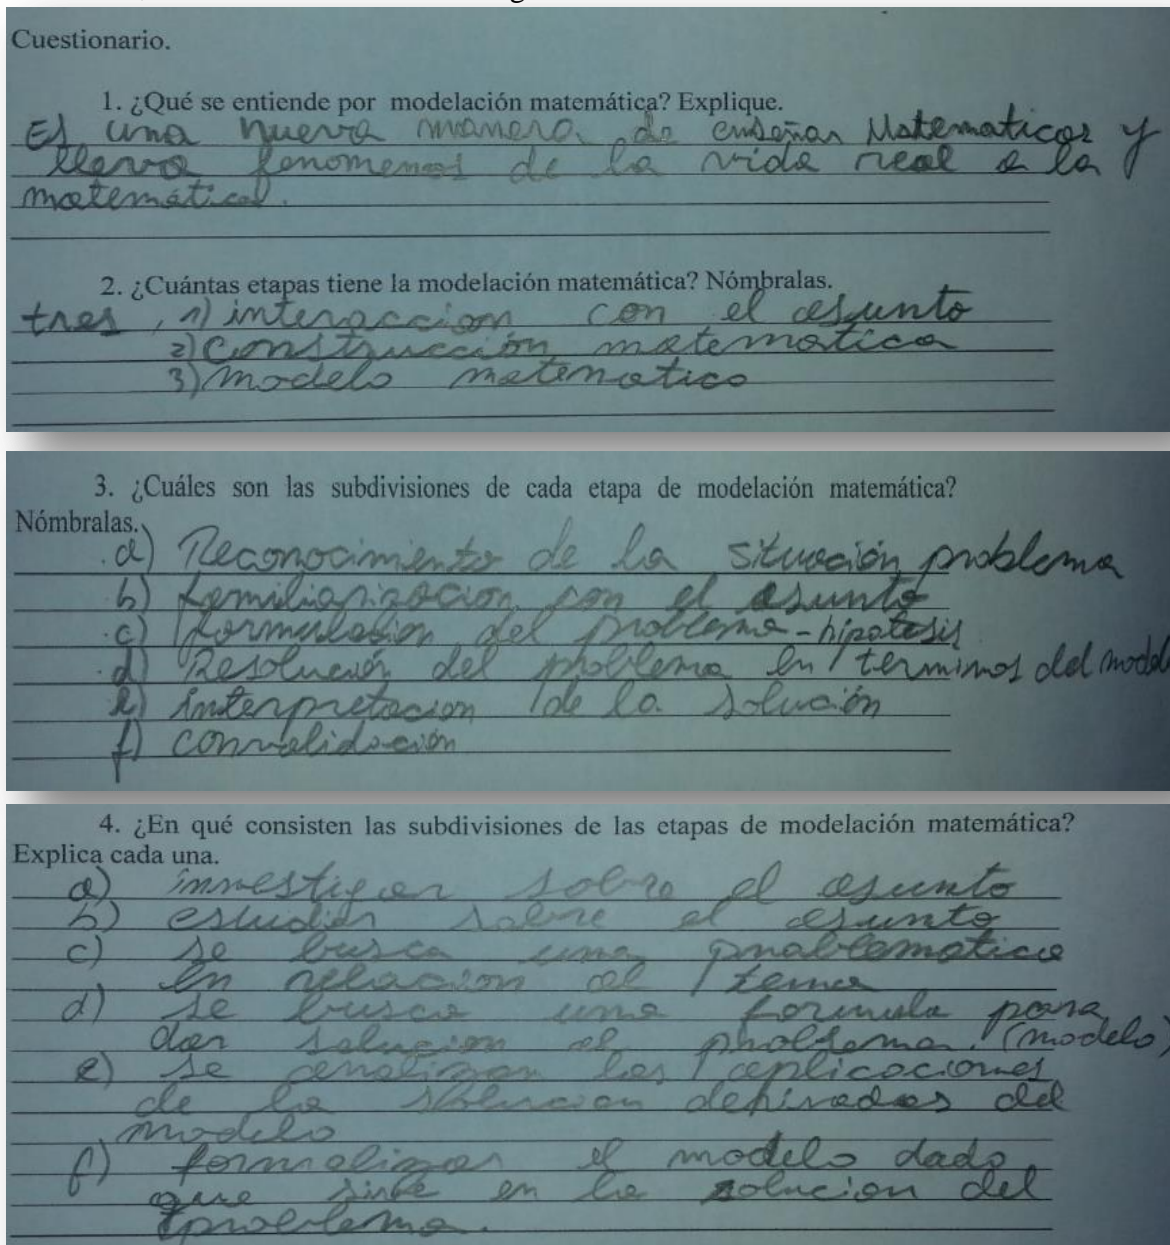 Cuestionario.
1. ¿Qué se entiende por modelación matemática? Explique.
Es una nueva manera de enseñar Matematicas y
lleva fenomenos de la vida real a la
matemática.
2. ¿Cuántas etapas tiene la modelación matemática? Nómbralas.
tres, 1) interaccion con el asunto
2) Construcción matematica
3) modelo matematico
3. ¿Cuáles son las subdivisiones de cada etapa de modelación matemática?
Nómbralas.
a) Reconocimiento de la situación problema
b) familiarización con el asunto
c) formulación del problema - hipotesis
d) Resolución del problema en terminos del modelo
e) interpretacion de la solución
f) convalidación
4. ¿En qué consisten las subdivisiones de las etapas de modelación matemática?
Explica cada una.
a) investigar sobre el asunto
b) estudiar sobre el asunto
c) se busca una problematica
en relacion al tema
d) se busca una formula para
dar solucion al problema. (modelo)
e) se analizan las aplicaciones
de la solucion derivadas del
modelo
f) formalizar el modelo dado
que sirbe en la solucion del
problema.